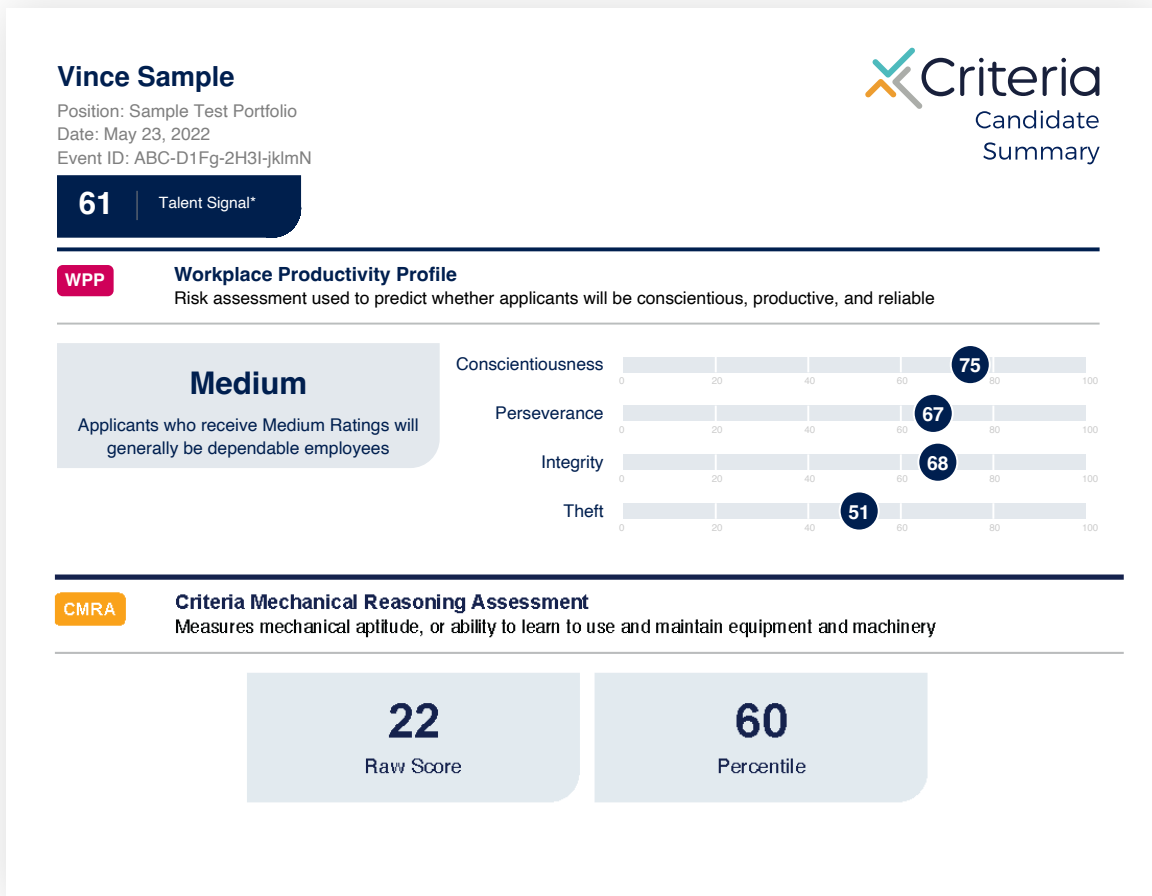 Vince Sample
Position: Sample Test Portfolio
Date: May 23, 2022
Event ID: ABC-D1Fg-2H3I-jklmN
Criteria
Candidate
Summary
61 Talent Signal*
WPP
Workplace Productivity Profile
Risk assessment used to predict whether applicants will be conscientious, productive, and reliable
Medium
Applicants who receive Medium Ratings will
generally be dependable employees
Conscientiousness 75
0 20 40 60 80 100
Perseverance 67
0 20 40 60 80 100
Integrity 68
0 20 40 60 80 100
Theft 51
0 20 40 60 80 100
CMRA
Criteria Mechanical Reasoning Assessment
Measures mechanical aptitude, or ability to learn to use and maintain equipment and machinery
22
Raw Score
60
Percentile